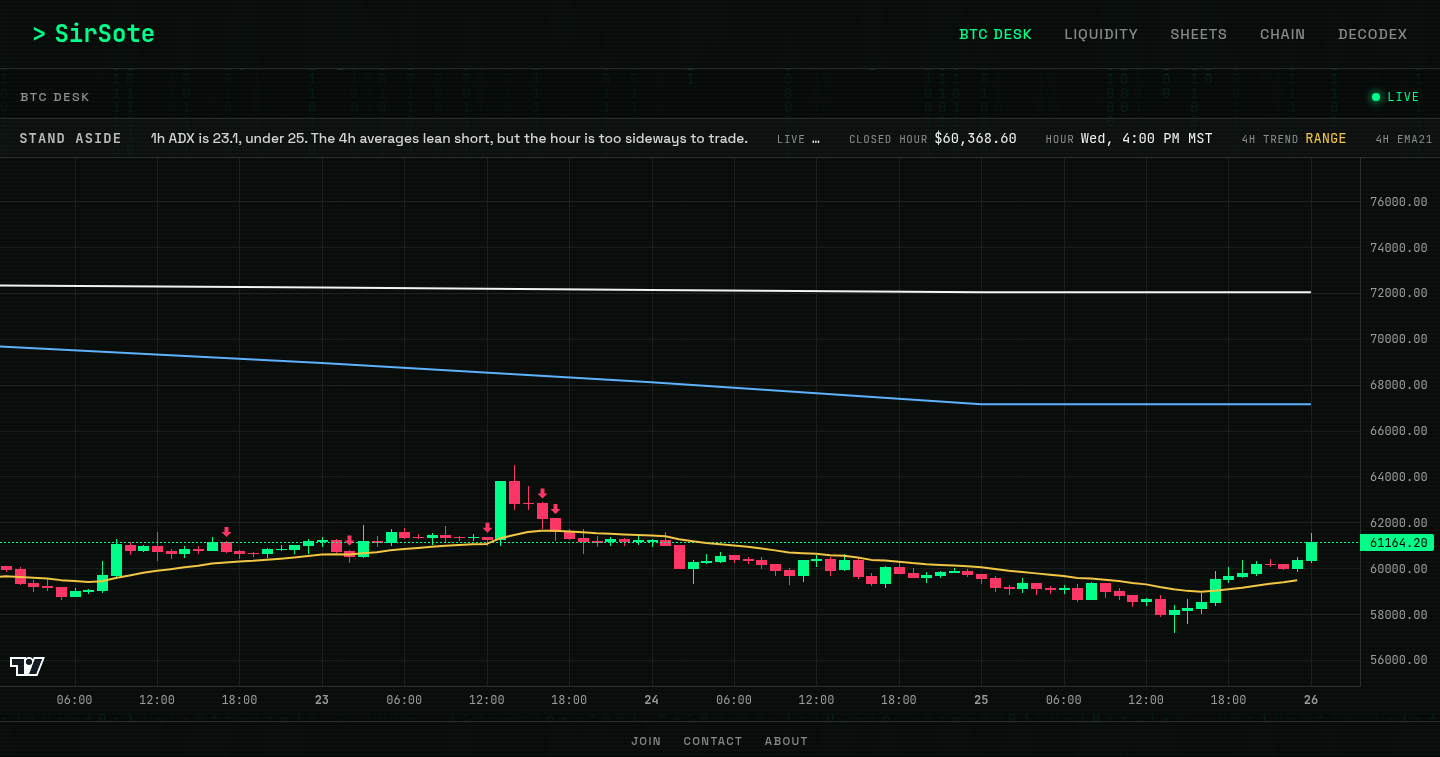 > SirSote
BTC DESK LIQUIDITY SHEETS CHAIN DECODEX
BTC DESK
LIVE
STAND ASIDE 1h ADX is 23.1, under 25. The 4h averages lean short, but the hour is too sideways to trade. LIVE … CLOSED HOUR $60,368.60 HOUR Wed, 4:00 PM MST 4H TREND RANGE 4H EMA21
76000.00
74000.00
72000.00
70000.00
68000.00
66000.00
64000.00
62000.00
61164.20
60000.00
58000.00
56000.00
06:00 12:00 18:00 23 06:00 12:00 18:00 24 06:00 12:00 18:00 25 06:00 12:00 18:00 26
JOIN CONTACT ABOUT